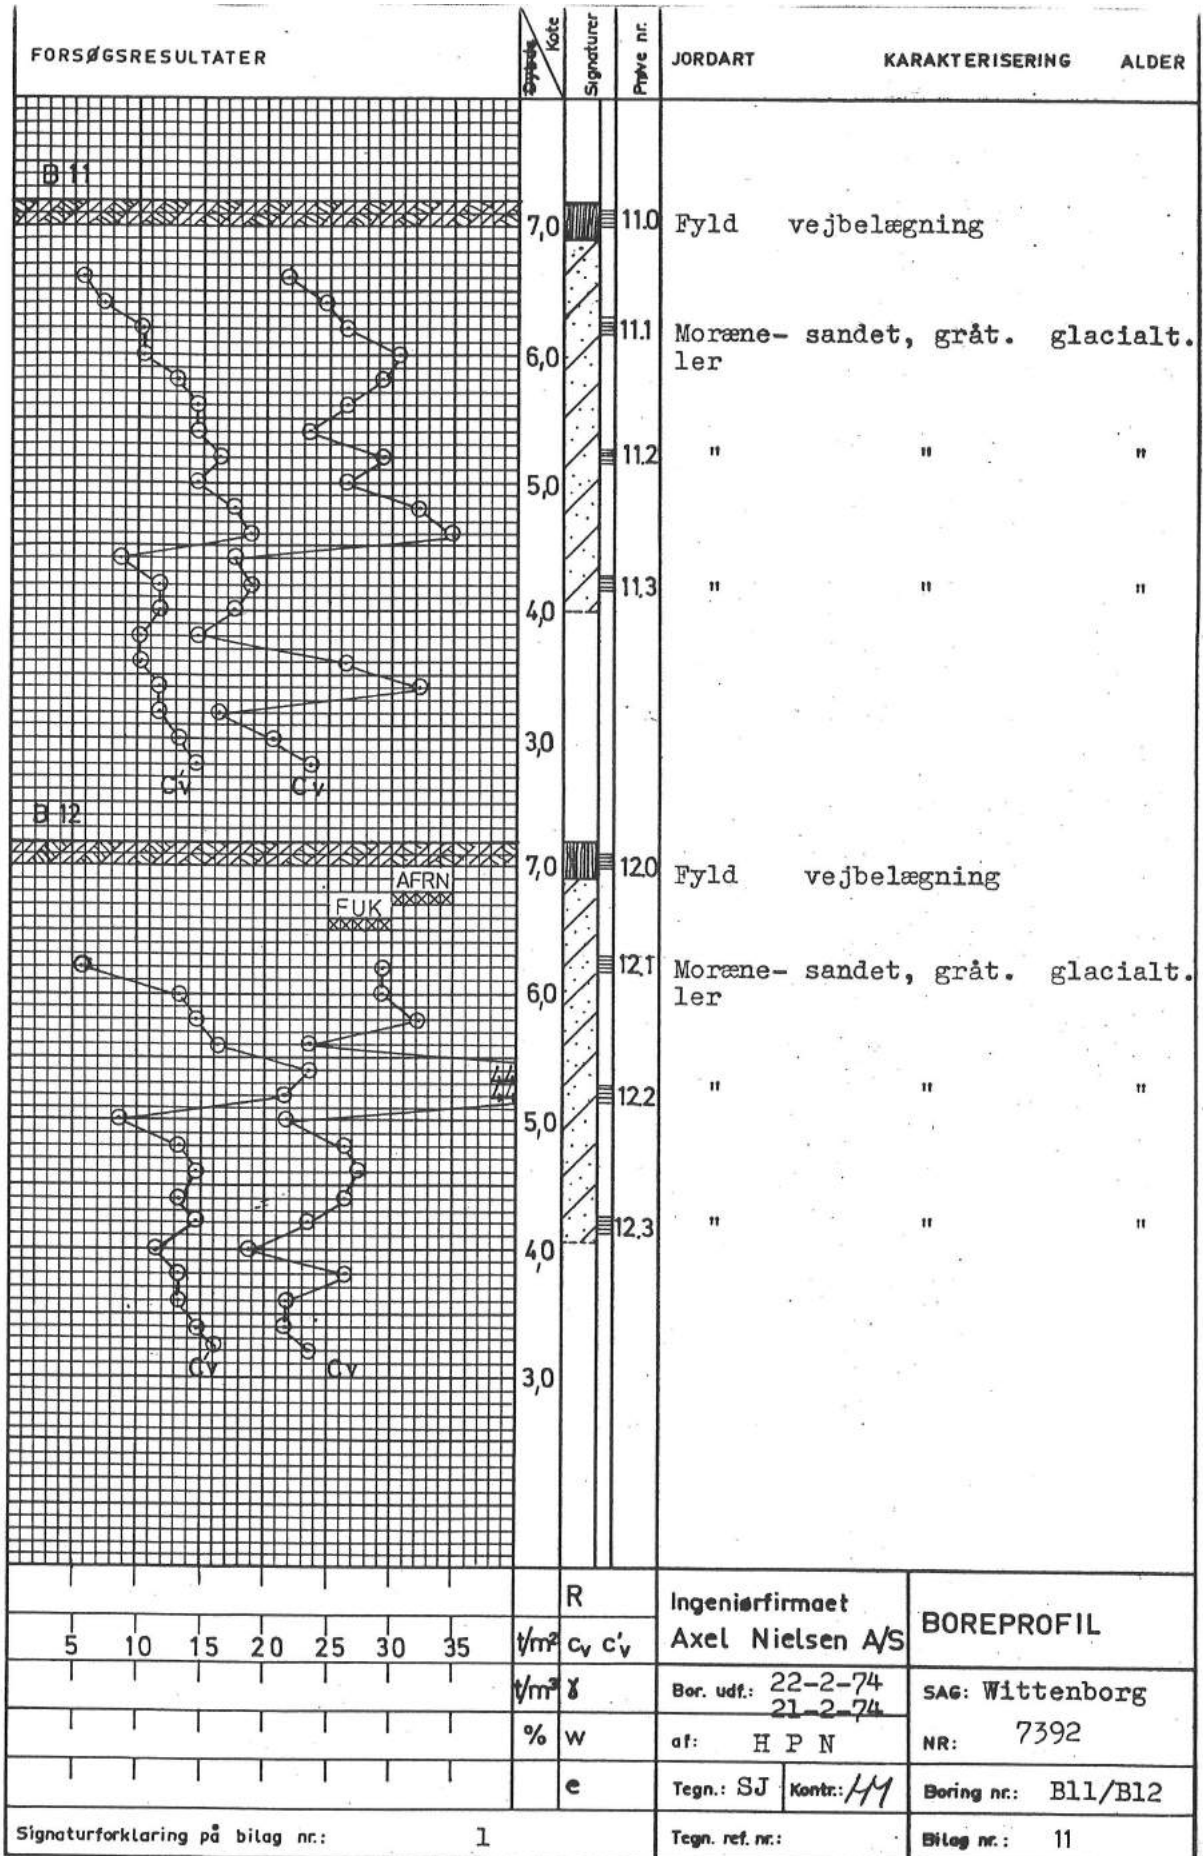 FORSØGSRESULTATER
Dybde Kote
Signaturer
Prøve nr.
JORDART KARAKTERISERING ALDER
B 11
7,0 11.0 Fyld vejbelægning
11.1 Moræne- sandet, gråt. glacialt.
6,0 ler
11,2 " " "
5,0
11,3 " " "
4,0
3,0
C'v Cv
B 12
7,0 12.0 Fyld vejbelægning
AFRN
FUK
12,1 Moræne- sandet, gråt. glacialt.
6,0 ler
44
44
12,2 " " "
5,0
12,3 " " "
4,0
C'v Cv
3,0
R
5 10 15 20 25 30 35 t/m² cv c'v
t/m³ ɣ
% w
e
Ingeniørfirmaet
Axel Nielsen A/S
BOREPROFIL
Bor. udf.: 22-2-74
21-2-74
SAG: Wittenborg
af: H P N
NR: 7392
Tegn.: SJ Kontr.:
Boring nr.: B11/B12
Signaturforklaring på bilag nr.: 1
Tegn. ref. nr.:
Bilag nr.: 11